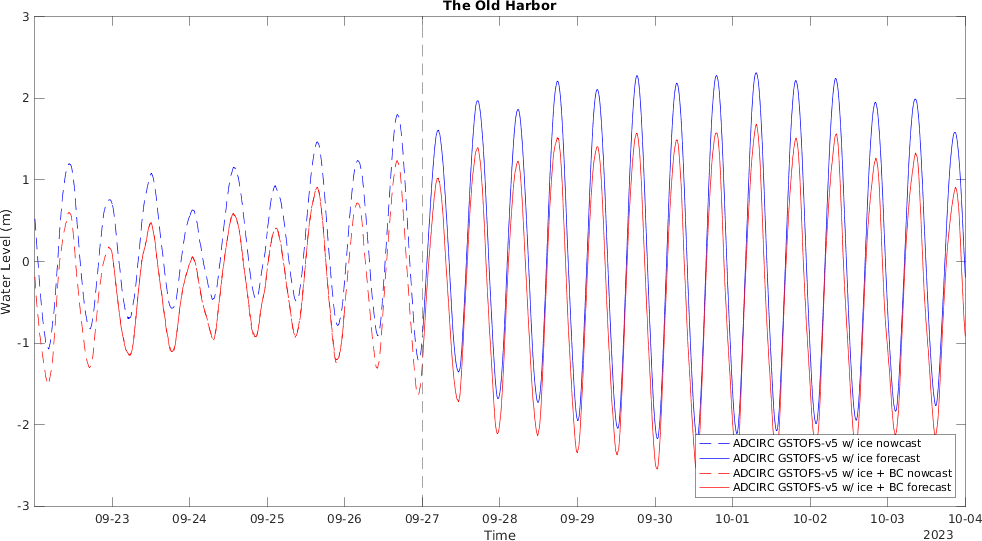 The Old Harbor
3
2
1
0
-1
-2
-3
Water Level (m)
ADCIRC GSTOFS-v5 w/ ice nowcast
ADCIRC GSTOFS-v5 w/ ice forecast
ADCIRC GSTOFS-v5 w/ ice + BC nowcast
ADCIRC GSTOFS-v5 w/ ice + BC forecast
09-23 09-24 09-25 09-26 09-27 09-28 09-29 09-30 10-01 10-02 10-03 10-04
Time
2023